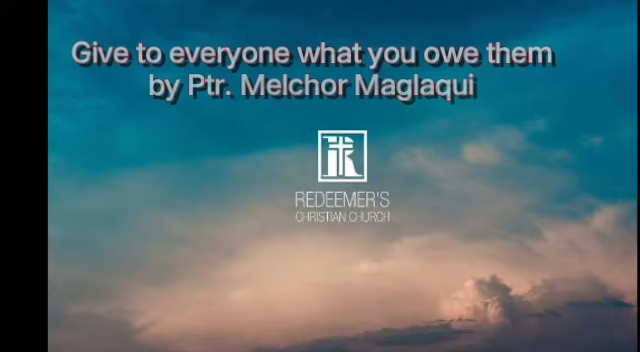 Give to everyone what you owe them
by Ptr. Melchor Maglaqui
REDEEMER'S
CHRISTIAN CHURCH